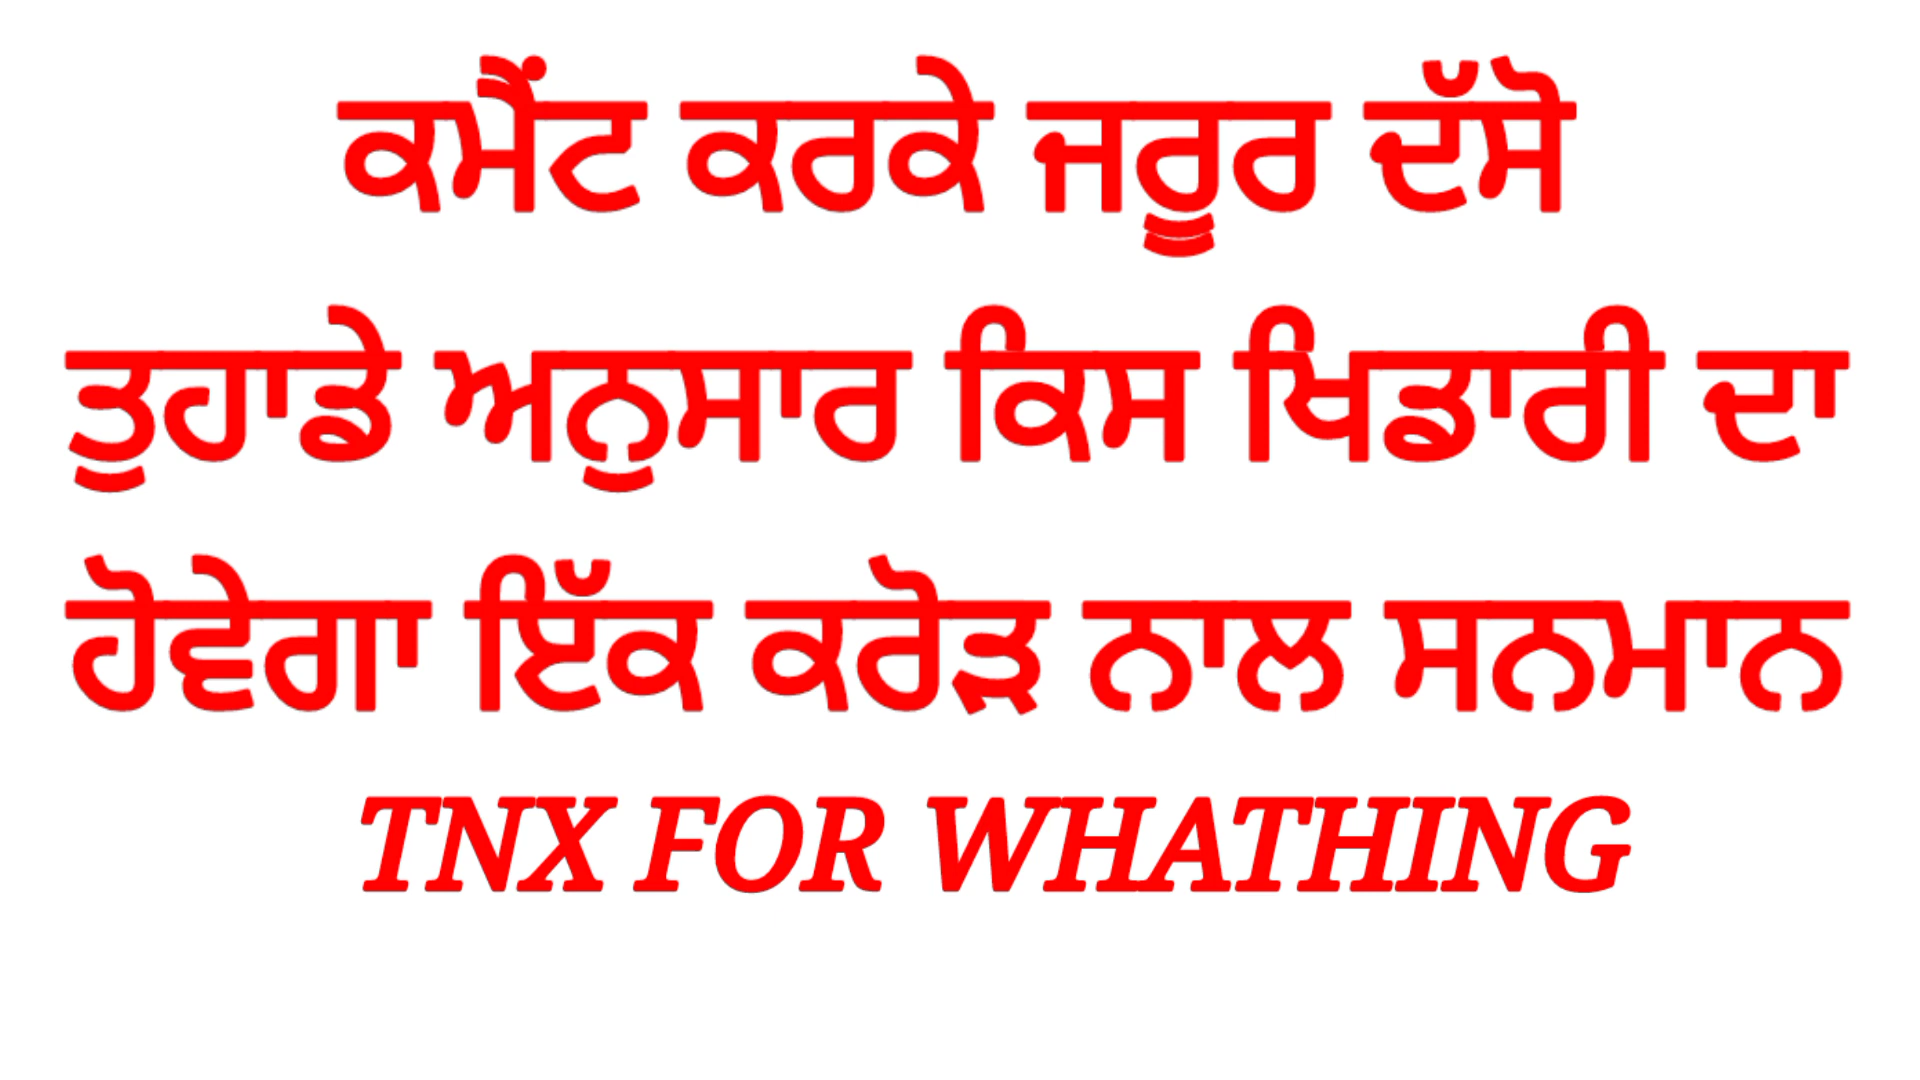 ਕਮੈਂਟ ਕਰਕੇ ਜਰੂਰ ਦੱਸੋ
ਤੁਹਾਡੇ ਅਨੁਸਾਰ ਕਿਸ ਖਿਡਾਰੀ ਦਾ
ਹੋਵੇਗਾ ਇੱਕ ਕਰੋੜ ਨਾਲ ਸਨਮਾਨ
TNX FOR WHATHING